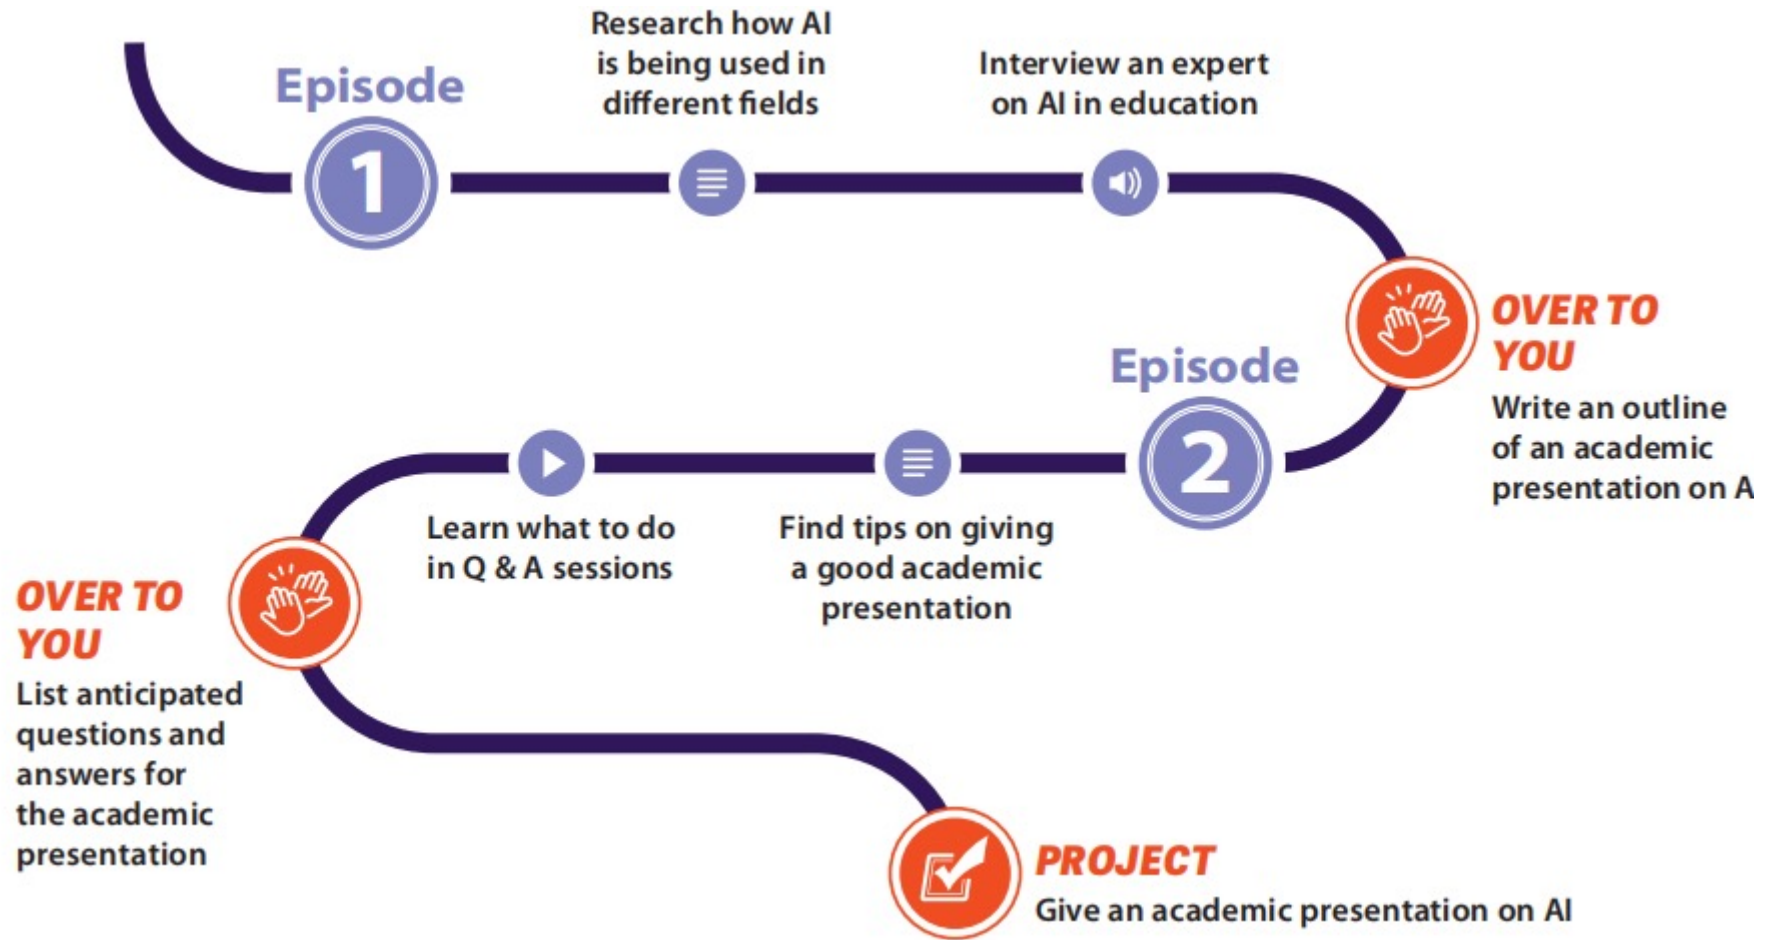 Episode
1
Research how AI
is being used in
different fields
Interview an expert
on AI in education
OVER TO
YOU
Write an outline
of an academic
presentation on A
Episode
2
Find tips on giving
a good academic
presentation
Learn what to do
in Q & A sessions
OVER TO
YOU
List anticipated
questions and
answers for
the academic
presentation
PROJECT
Give an academic presentation on AI